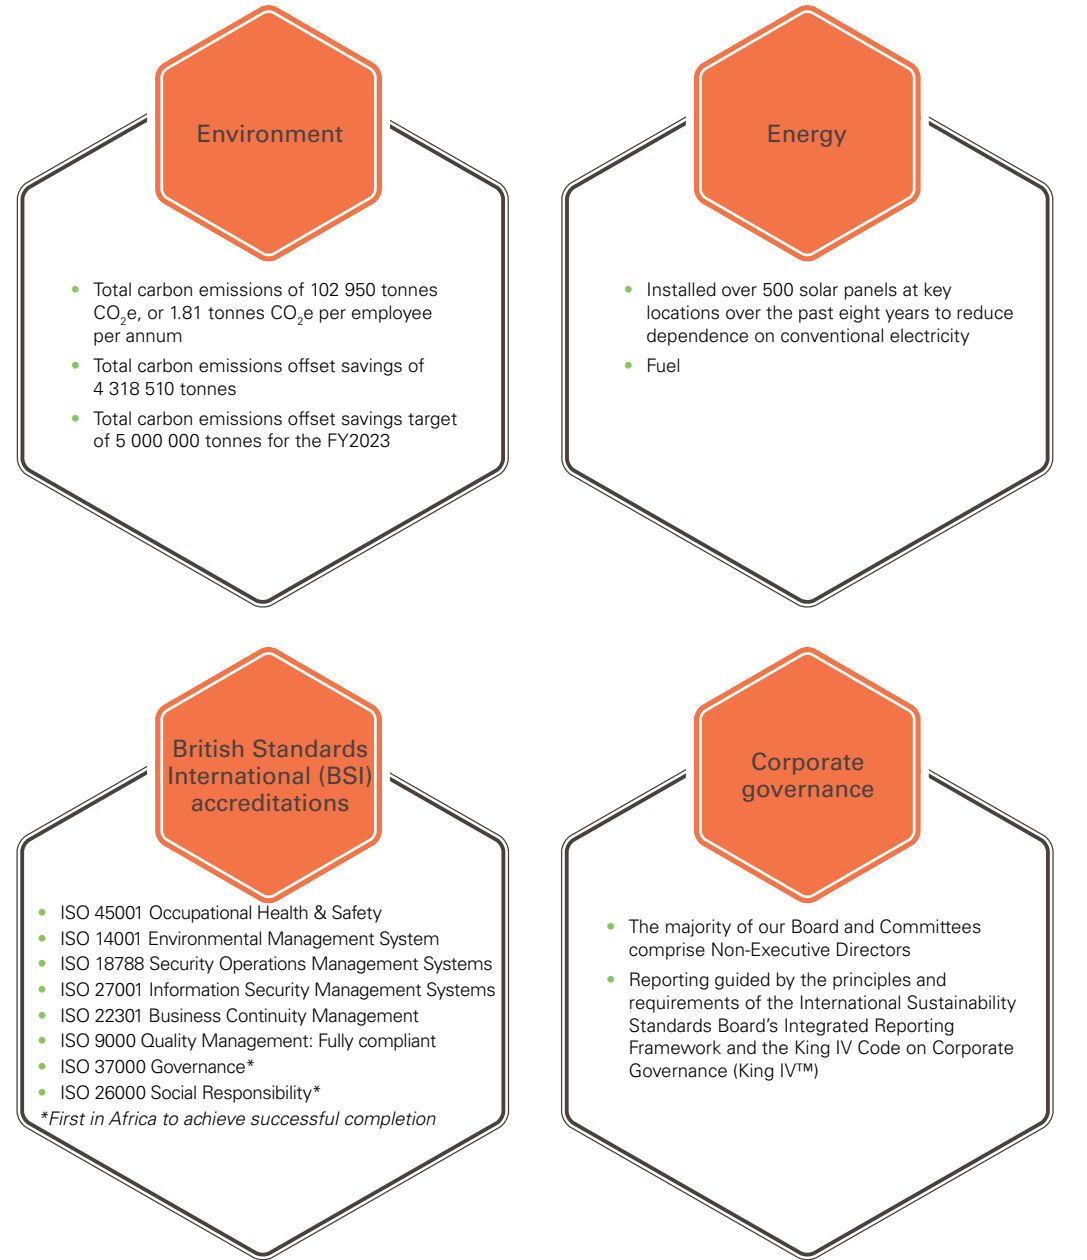 Environment
• Total carbon emissions of 102 950 tonnes
CO₂e, or 1.81 tonnes CO₂e per employee
per annum
• Total carbon emissions offset savings of
4 318 510 tonnes
• Total carbon emissions offset savings target
of 5 000 000 tonnes for the FY2023
Energy
• Installed over 500 solar panels at key
locations over the past eight years to reduce
dependence on conventional electricity
• Fuel
British Standards
International (BSI)
accreditations
• ISO 45001 Occupational Health & Safety
• ISO 14001 Environmental Management System
• ISO 18788 Security Operations Management Systems
• ISO 27001 Information Security Management Systems
• ISO 22301 Business Continuity Management
• ISO 9000 Quality Management: Fully compliant
• ISO 37000 Governance*
• ISO 26000 Social Responsibility*
*First in Africa to achieve successful completion
Corporate
governance
• The majority of our Board and Committees
comprise Non-Executive Directors
• Reporting guided by the principles and
requirements of the International Sustainability
Standards Board's Integrated Reporting
Framework and the King IV Code on Corporate
Governance (King IV™)